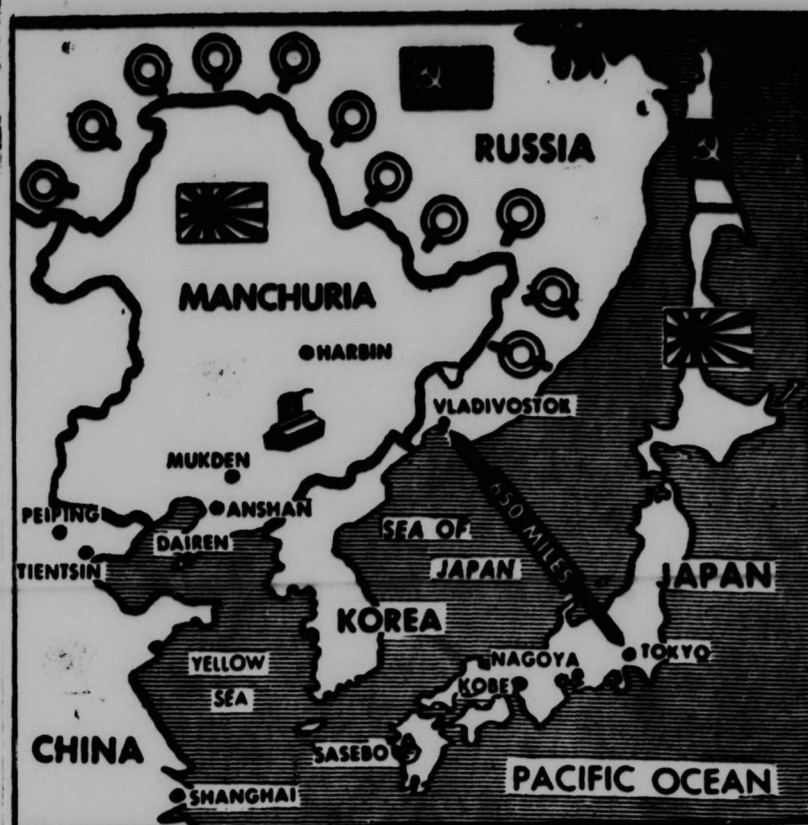 RUSSIA
MANCHURIA
HARBIN
VLADIVOSTOK
MUKDEN
ANSHAN
PEIPING
DAIREN
TIENTSIN
650 MILES
SEA OF
JAPAN
JAPAN
KOREA
YELLOW
SEA
NAGOYA
TOKYO
KOBE
CHINA
SASEBO
PACIFIC OCEAN
SHANGHAI